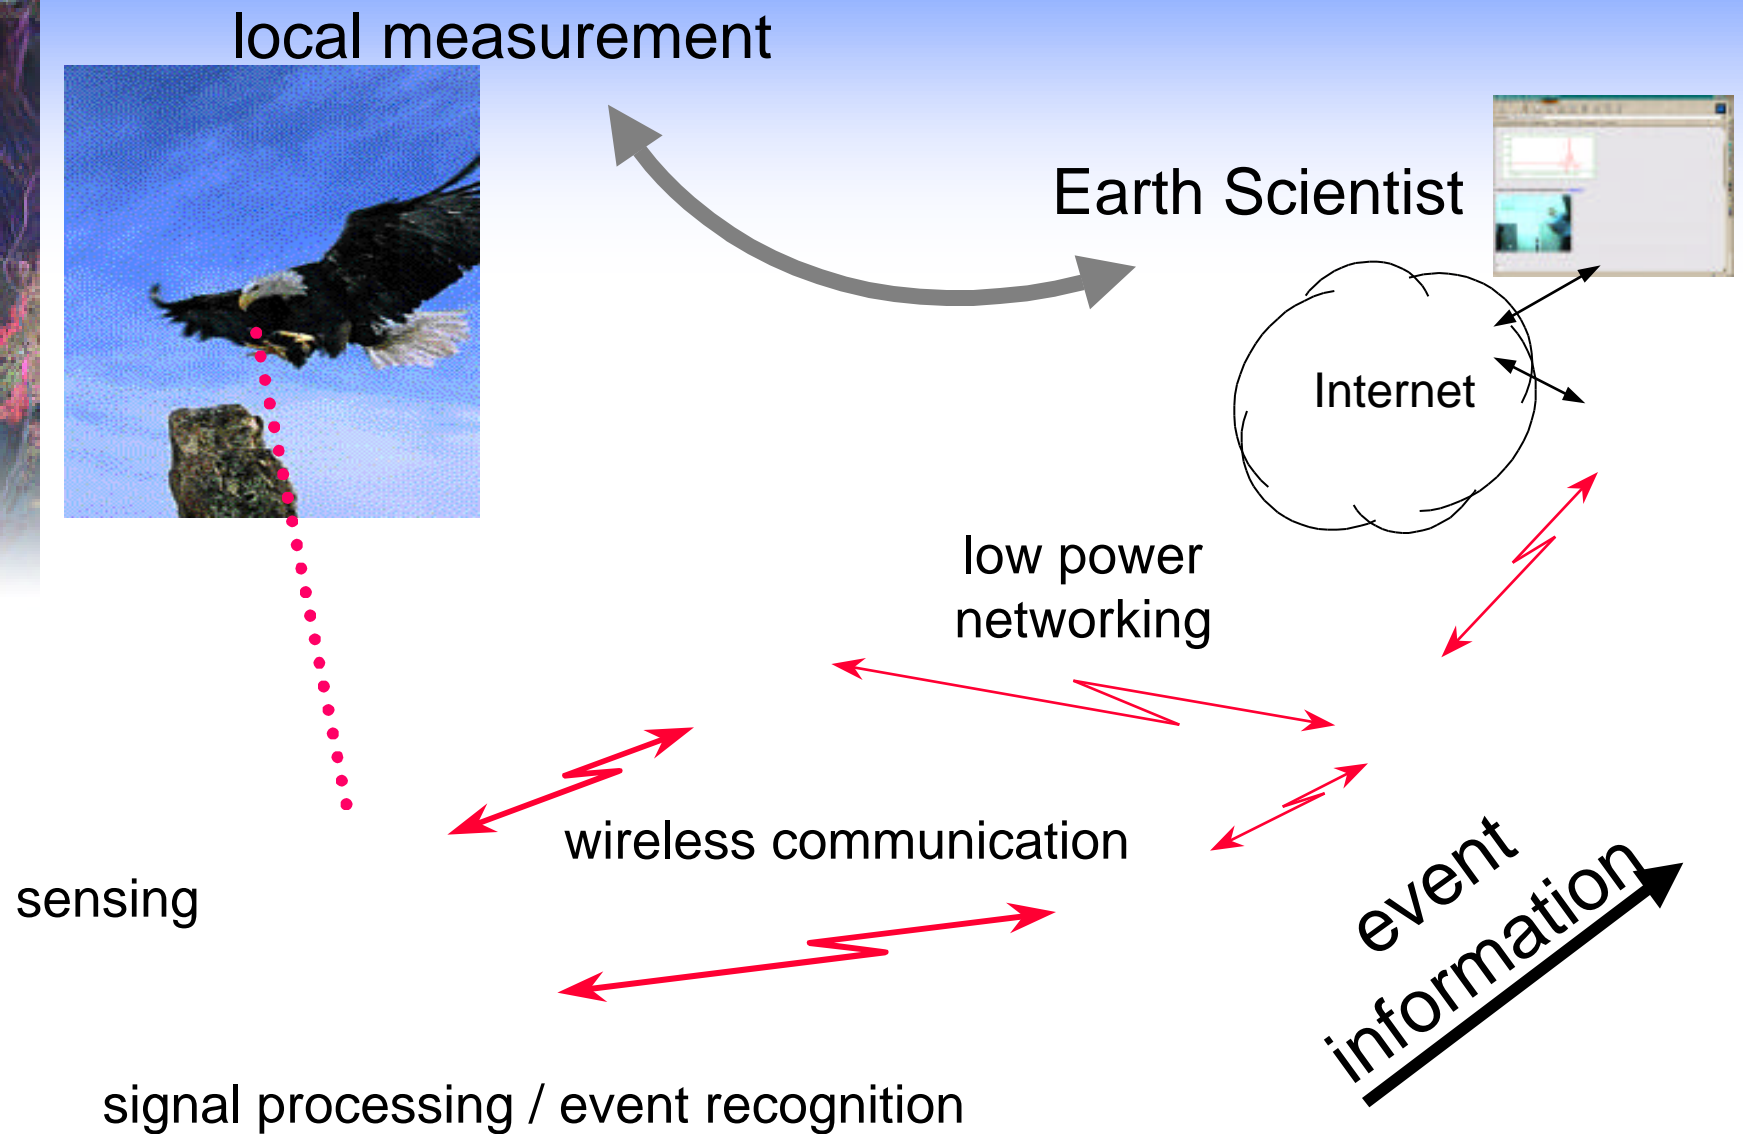 local measurement
Earth Scientist
Internet
low power
networking
wireless communication
sensing
event
information
signal processing / event recognition